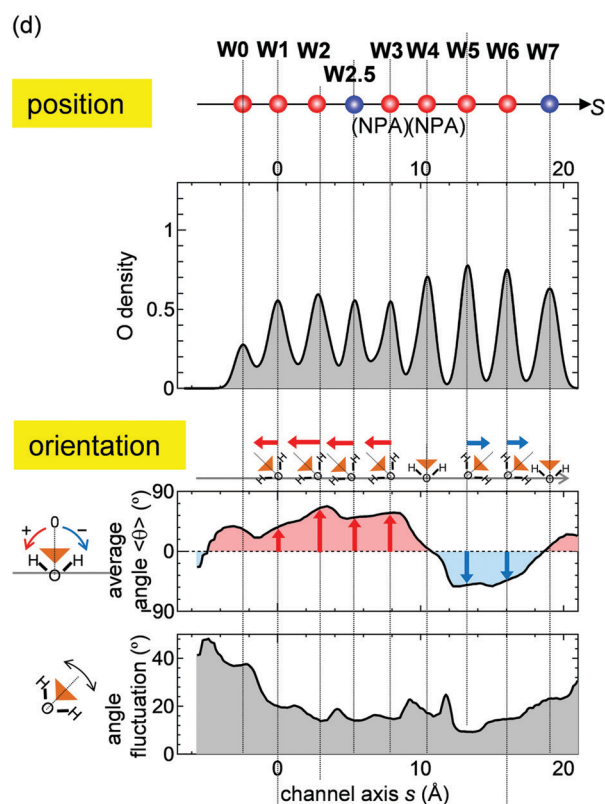 (d)
W0 W1 W2 W3 W4 W5 W6 W7
W2.5
position
S
(NPA)(NPA)
0 10 20
1
0.5
0
O density
orientation
H H H H H H H H H H H H H H H H
+ 0 −
H H
O
average
angle <θ> (°)
90
0
90
H
O H
angle
fluctuation (°)
40
20
0
0 10 20
channel axis s (Å)